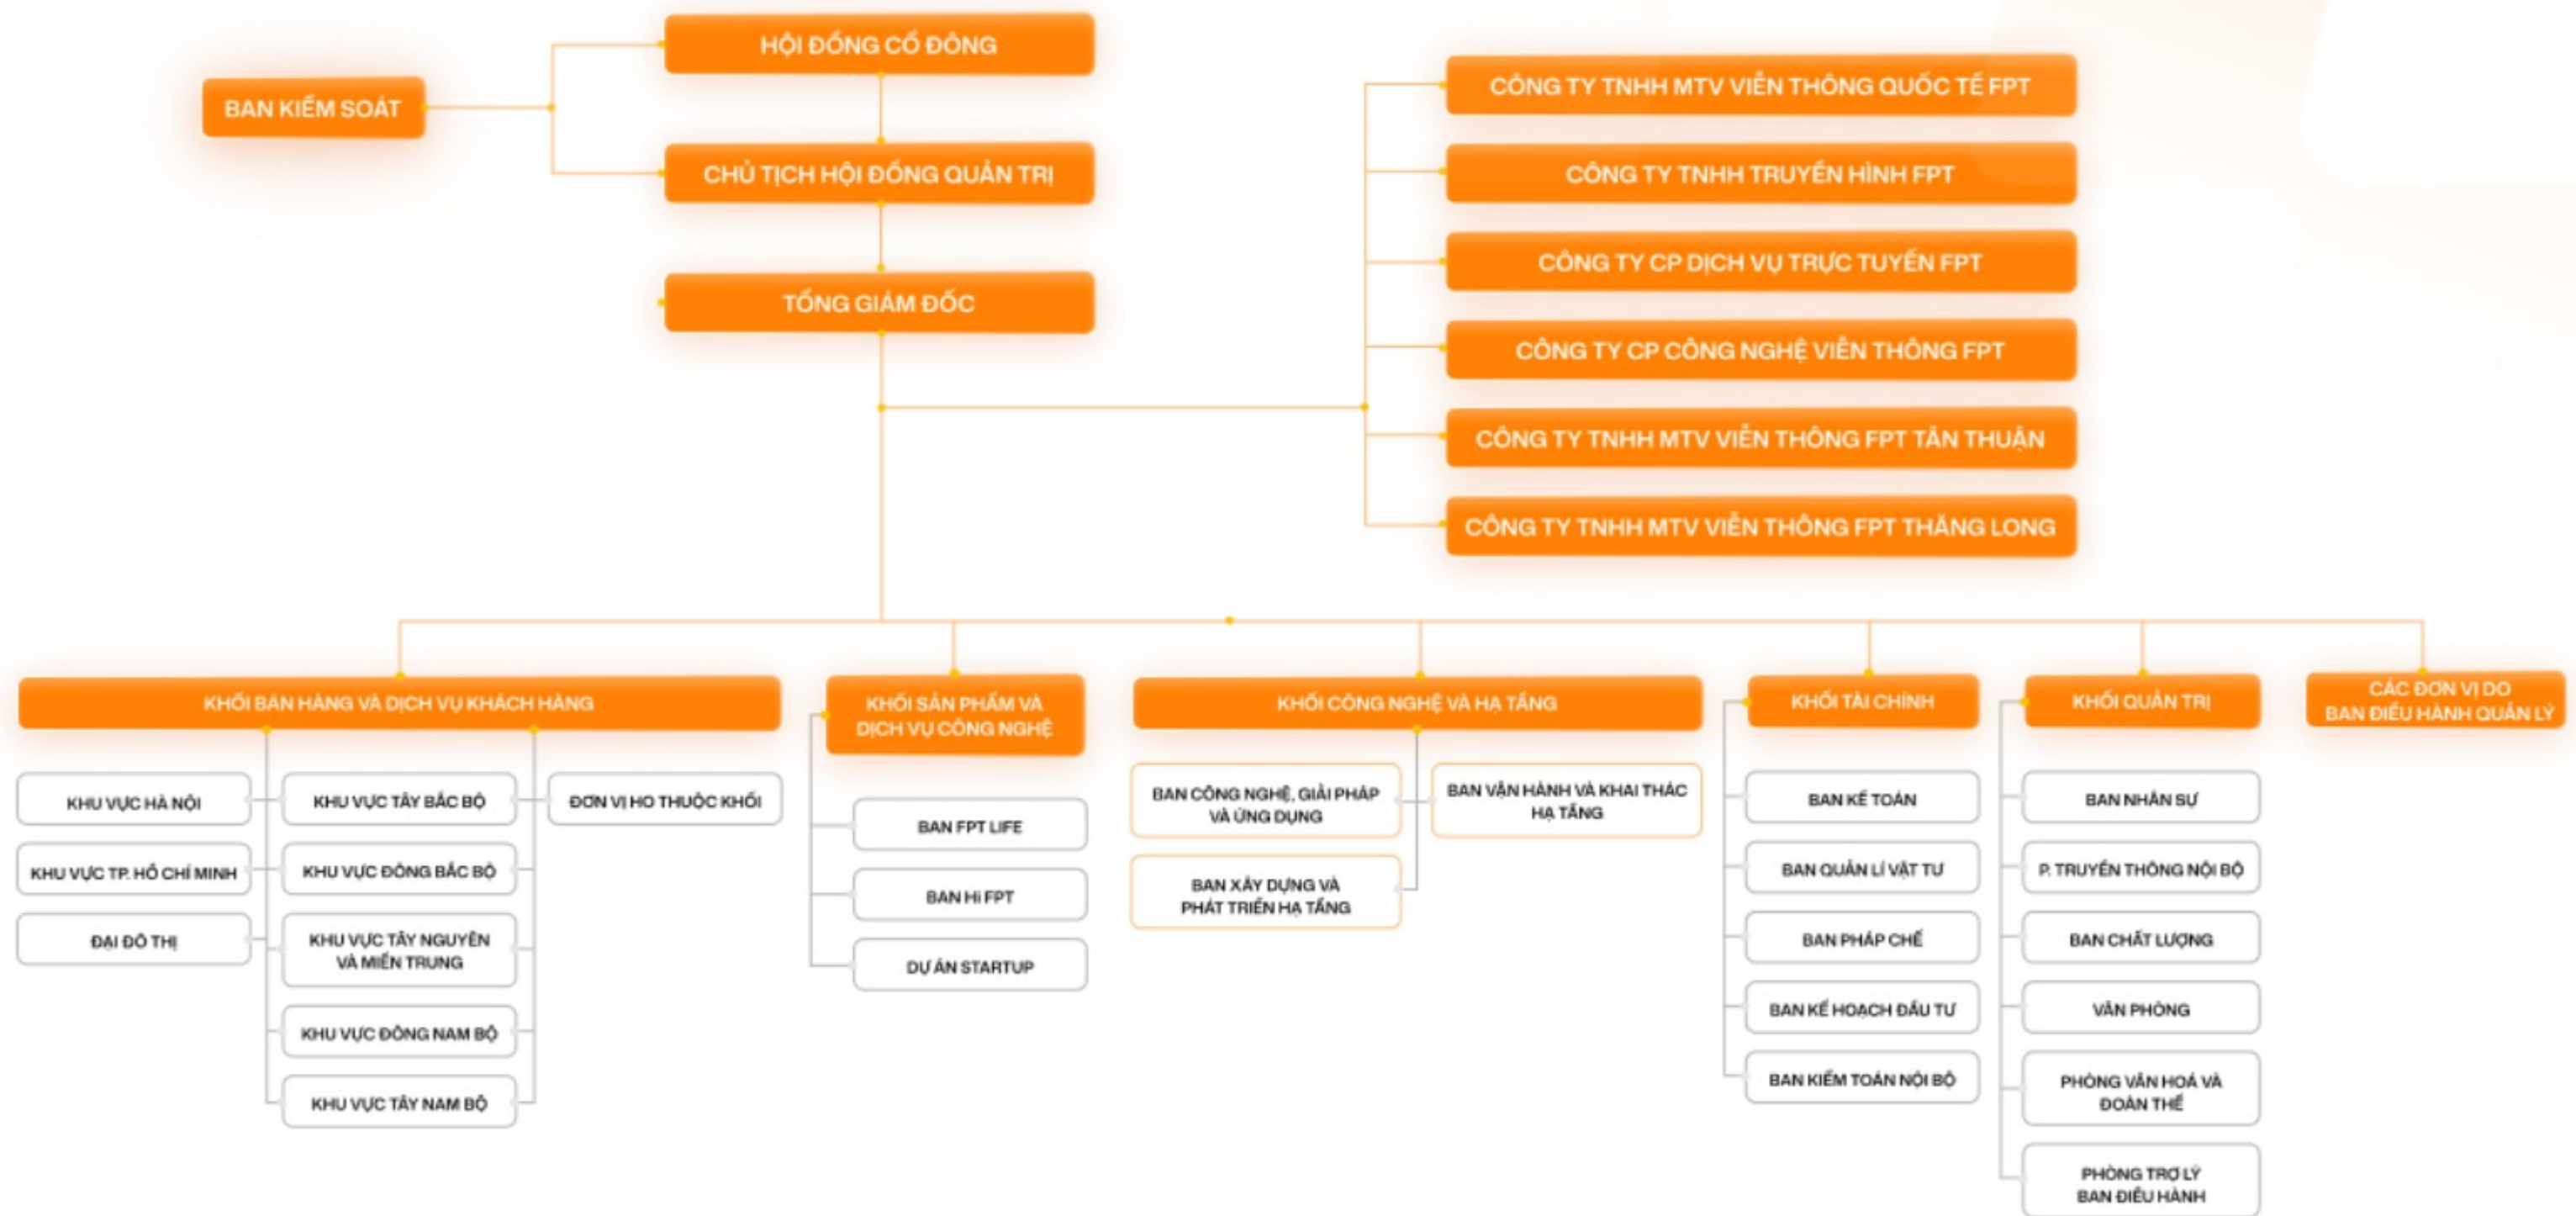 HỘI ĐỒNG CỔ ĐÔNG
BAN KIỂM SOÁT
CHỦ TỊCH HỘI ĐỒNG QUẢN TRỊ
TỔNG GIÁM ĐỐC
CÔNG TY TNHH MTV VIỄN THÔNG QUỐC TẾ FPT
CÔNG TY TNHH TRUYỀN HÌNH FPT
CÔNG TY CP DỊCH VỤ TRỰC TUYẾN FPT
CÔNG TY CP CÔNG NGHỆ VIỄN THÔNG FPT
CÔNG TY TNHH MTV VIỄN THÔNG FPT TÂN THUẬN
CÔNG TY TNHH MTV VIỄN THÔNG FPT THĂNG LONG
KHỐI BÁN HÀNG VÀ DỊCH VỤ KHÁCH HÀNG
KHU VỰC HÀ NỘI
KHU VỰC TP. HỒ CHÍ MINH
ĐẠI ĐÔ THỊ
KHU VỰC TÂY BẮC BỘ
KHU VỰC ĐÔNG BẮC BỘ
KHU VỰC TÂY NGUYÊN
VÀ MIỀN TRUNG
KHU VỰC ĐÔNG NAM BỘ
KHU VỰC TÂY NAM BỘ
ĐƠN VỊ HO THUỘC KHỐI
KHỐI SẢN PHẨM VÀ
DỊCH VỤ CÔNG NGHỆ
BAN FPT LIFE
BAN Hi FPT
DỰ ÁN STARTUP
KHỐI CÔNG NGHỆ VÀ HẠ TẦNG
BAN CÔNG NGHỆ, GIẢI PHÁP
VÀ ỨNG DỤNG
BAN VẬN HÀNH VÀ KHAI THÁC
HẠ TẦNG
BAN XÂY DỰNG VÀ
PHÁT TRIỂN HẠ TẦNG
KHỐI TÀI CHÍNH
BAN KẾ TOÁN
BAN QUẢN LÍ VẬT TƯ
BAN PHÁP CHẾ
BAN KẾ HOẠCH ĐẦU TƯ
BAN KIỂM TOÁN NỘI BỘ
KHỐI QUẢN TRỊ
BAN NHÂN SỰ
P. TRUYỀN THÔNG NỘI BỘ
BAN CHẤT LƯỢNG
VĂN PHÒNG
PHÒNG VĂN HOÁ VÀ
ĐOÀN THỂ
PHÒNG TRỢ LÝ
BAN ĐIỀU HÀNH
CÁC ĐƠN VỊ DO
BAN ĐIỀU HÀNH QUẢN LÝ